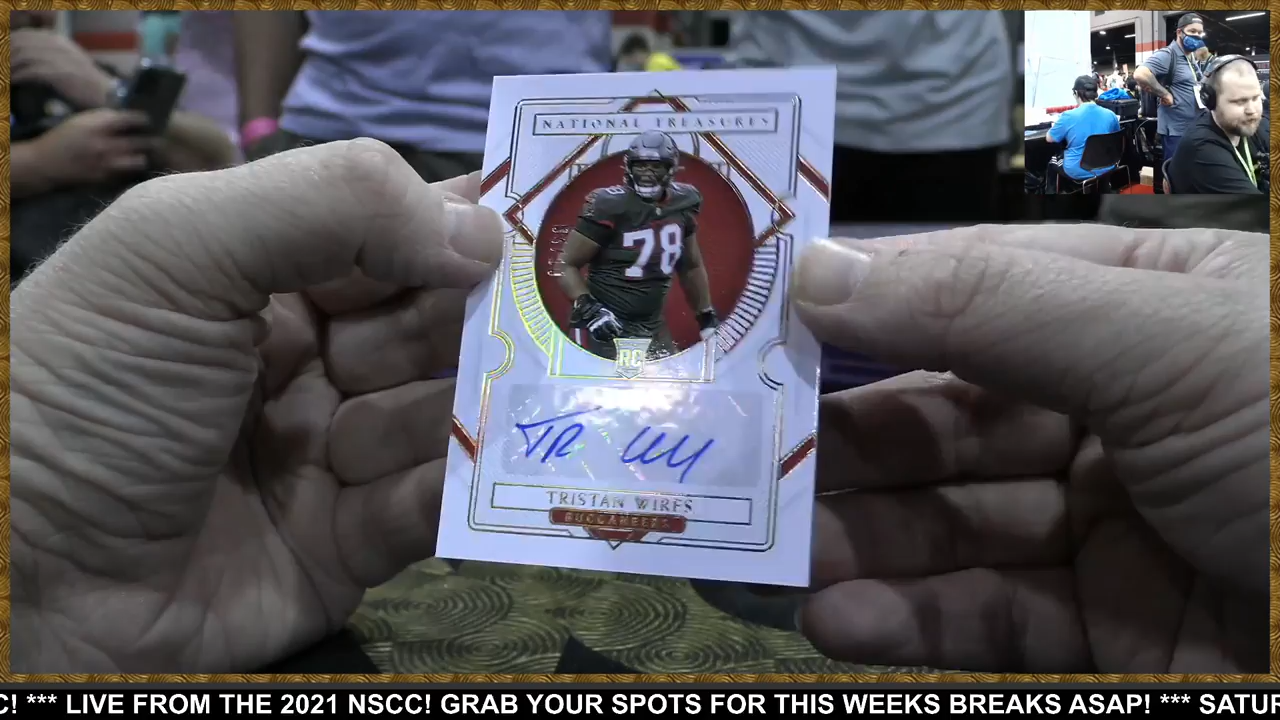 NATIONAL TREASURES
78
RC
TRISTAN WIRFS
BUCCANEERS
C! *** LIVE FROM THE 2021 NSCC! GRAB YOUR SPOTS FOR THIS WEEKS BREAKS ASAP! *** SATUR